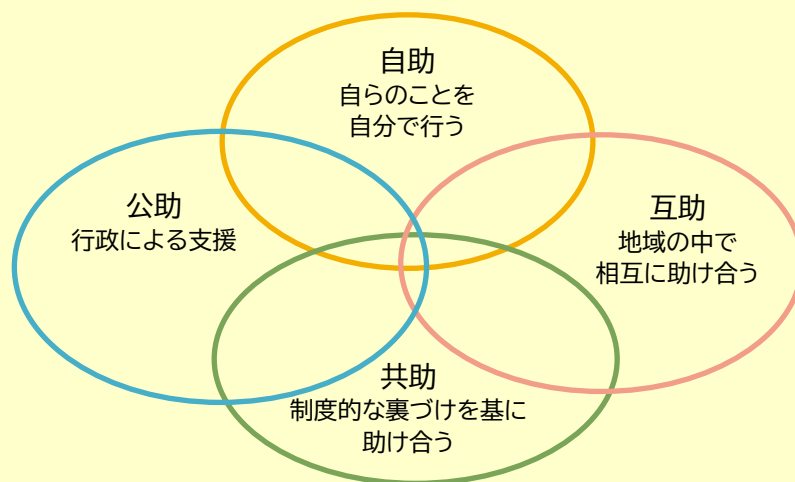 自助
自らのことを
自分で行う
公助
行政による支援
互助
地域の中で
相互に助け合う
共助
制度的な裏づけを基に
助け合う